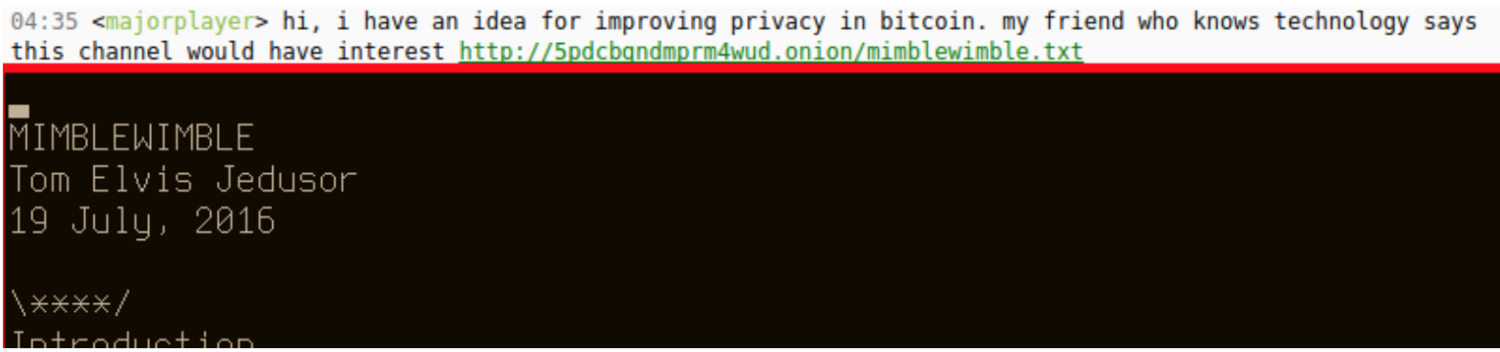 04:35 <majorplayer> hi, i have an idea for improving privacy in bitcoin. my friend who knows technology says
this channel would have interest http://5pdcbqndmprm4wud.onion/mimblewimble.txt
MIMBLEWIMBLE
Tom Elvis Jedusor
19 July, 2016
\****/
Introduction